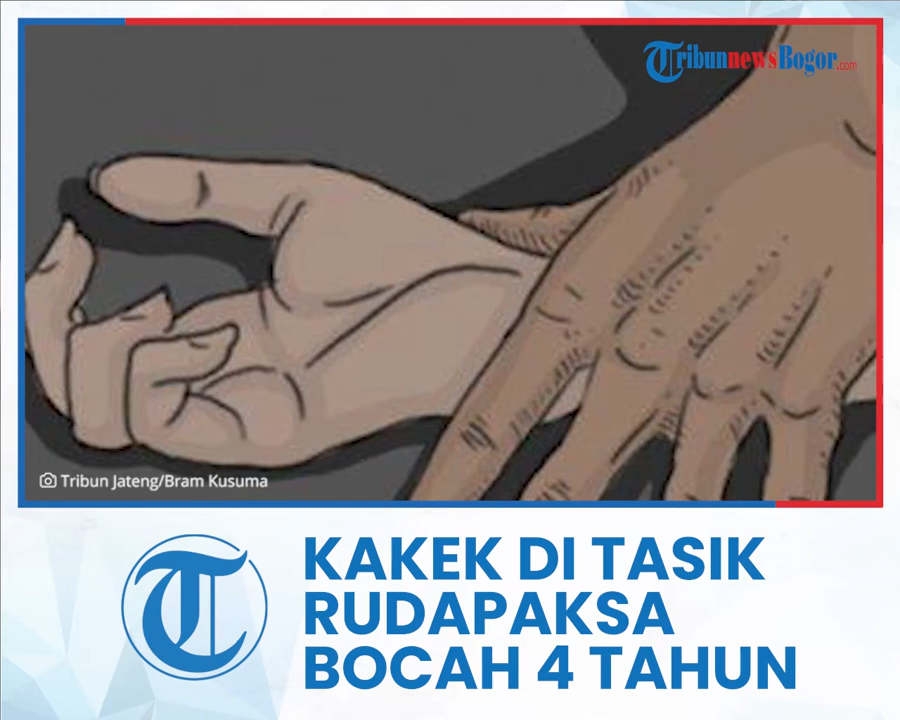 TribunnewsBogor.com
Tribun Jateng/Bram Kusuma
KAKEK DI TASIK
RUDAPAKSA
BOCAH 4 TAHUN